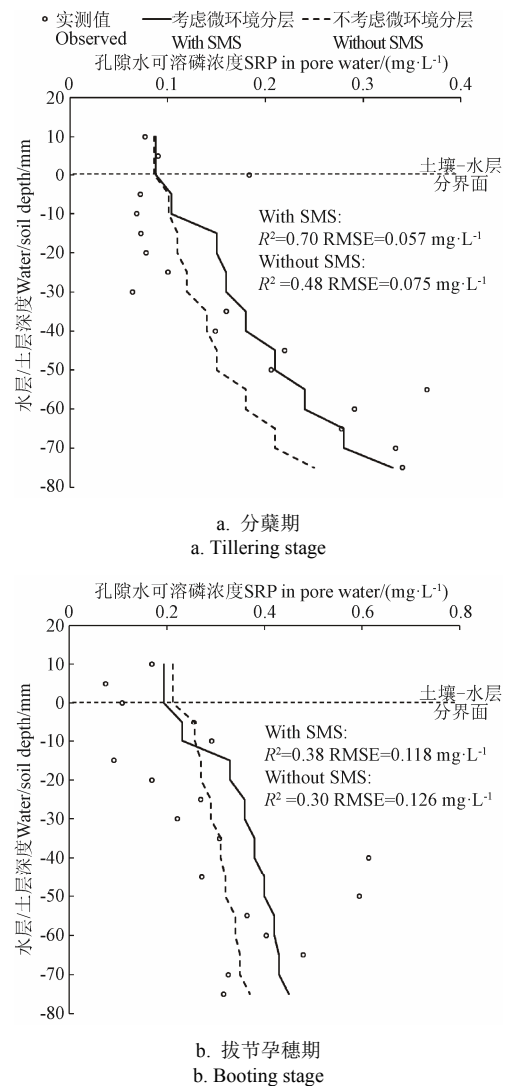 实测值 考虑微环境分层 不考虑微环境分层
Observed With SMS Without SMS
孔隙水可溶磷浓度SRP in pore water/(mg·L-1)
0 0.1 0.2 0.3 0.4
20
10
0
-10
-20
-30
-40
-50
-60
-70
-80
水层/土层深度Water/soil depth/mm
土壤–水层
分界面
With SMS:
R²=0.70 RMSE=0.057 mg·L-1
Without SMS:
R² =0.48 RMSE=0.075 mg·L-1
a. 分蘖期
a. Tillering stage
孔隙水可溶磷浓度SRP in pore water/(mg·L-1)
0 0.2 0.4 0.6 0.8
20
10
0
-10
-20
-30
-40
-50
-60
-70
-80
水层/土层深度Water/soil depth/mm
土壤–水层
分界面
With SMS:
R²=0.38 RMSE=0.118 mg·L-1
Without SMS:
R² =0.30 RMSE=0.126 mg·L-1
b. 拔节孕穗期
b. Booting stage